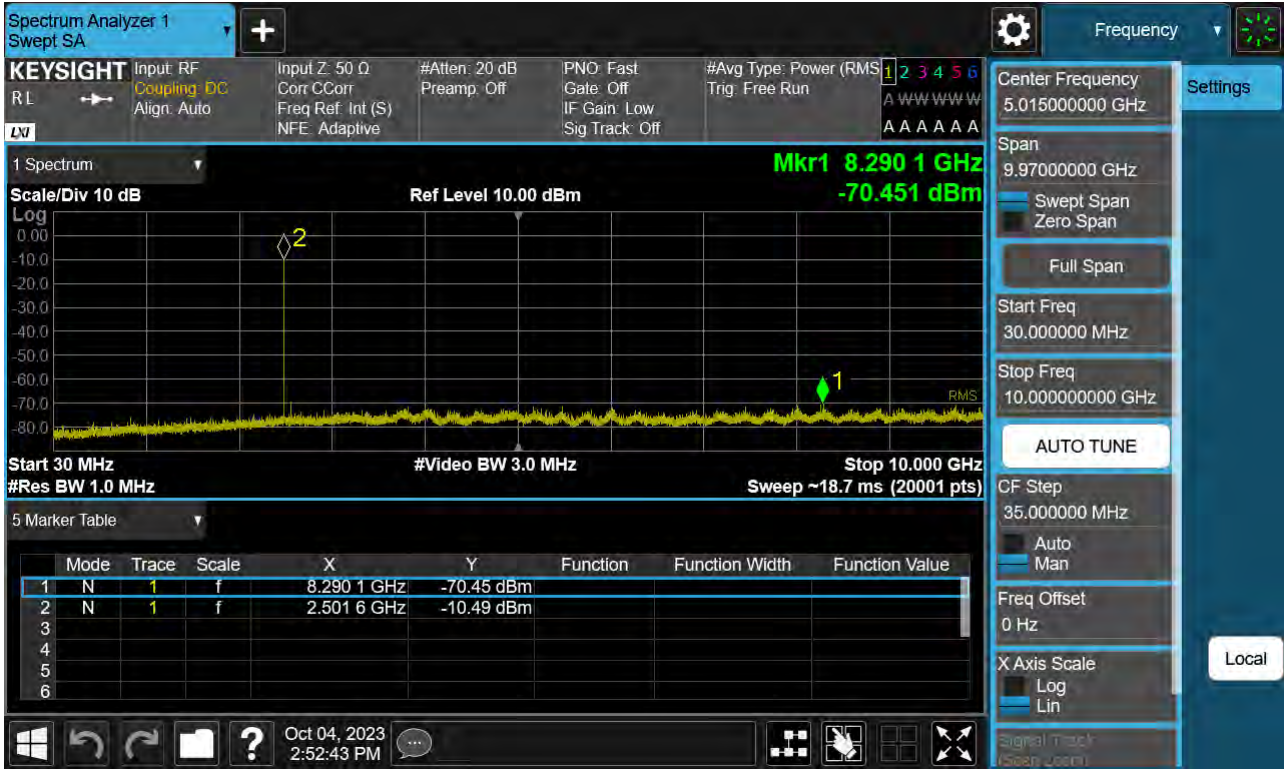 Spectrum Analyzer 1
Swept SA
+
Frequency
KEYSIGHT
RL
LXI
Input: RF
Coupling: DC
Align: Auto
Input Z: 50 Ω
Corr CCorr
Freq Ref: Int (S)
NFE: Adaptive
#Atten: 20 dB
Preamp: Off
PNO: Fast
Gate: Off
IF Gain: Low
Sig Track: Off
#Avg Type: Power (RMS
Trig: Free Run
1 2 3 4 5 6
A W W W W W
A A A A A A
1 Spectrum
Mkr1 8.290 1 GHz
Scale/Div 10 dB
Ref Level 10.00 dBm
-70.451 dBm
Log
0.00
-10.0
-20.0
-30.0
-40.0
-50.0
-60.0
-70.0
-80.0
2
1
RMS
Start 30 MHz
#Video BW 3.0 MHz
Stop 10.000 GHz
#Res BW 1.0 MHz
Sweep ~18.7 ms (20001 pts)
5 Marker Table
Mode Trace Scale X Y Function Function Width Function Value
1 N 1 f 8.290 1 GHz -70.45 dBm
2 N 1 f 2.501 6 GHz -10.49 dBm
3
4
5
6
?
Oct 04, 2023
2:52:43 PM
Center Frequency
5.015000000 GHz
Span
9.97000000 GHz
Swept Span
Zero Span
Full Span
Start Freq
30.000000 MHz
Stop Freq
10.000000000 GHz
AUTO TUNE
CF Step
35.000000 MHz
Auto
Man
Freq Offset
0 Hz
X Axis Scale
Log
Lin
Signal Track
(Span Zoom)
Settings
Local